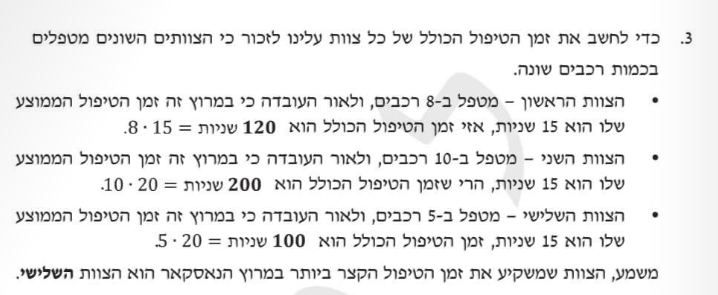 3. כדי לחשב את זמן הטיפול הכולל של כל צוות עלינו לזכור כי הצוותים השונים מטפלים
בכמות רכבים שונה.
• הצוות הראשון – מטפל ב-8 רכבים, ולאור העובדה כי במרוץ זה זמן הטיפול הממוצע
שלו הוא 15 שניות, אזי זמן הטיפול הכולל הוא 120 שניות = 15 · 8.
• הצוות השני – מטפל ב-10 רכבים, ולאור העובדה כי במרוץ זה זמן הטיפול הממוצע
שלו הוא 15 שניות, הרי שזמן הטיפול הכולל הוא 200 שניות = 20 · 10.
• הצוות השלישי – מטפל ב-5 רכבים, ולאור העובדה כי במרוץ זה זמן הטיפול הממוצע
שלו הוא 15 שניות, זמן הטיפול הכולל הוא 100 שניות = 20 · 5.
משמע, הצוות שמשקיע את זמן הטיפול הקצר ביותר במרוץ הנאסקאר הוא הצוות השלישי.